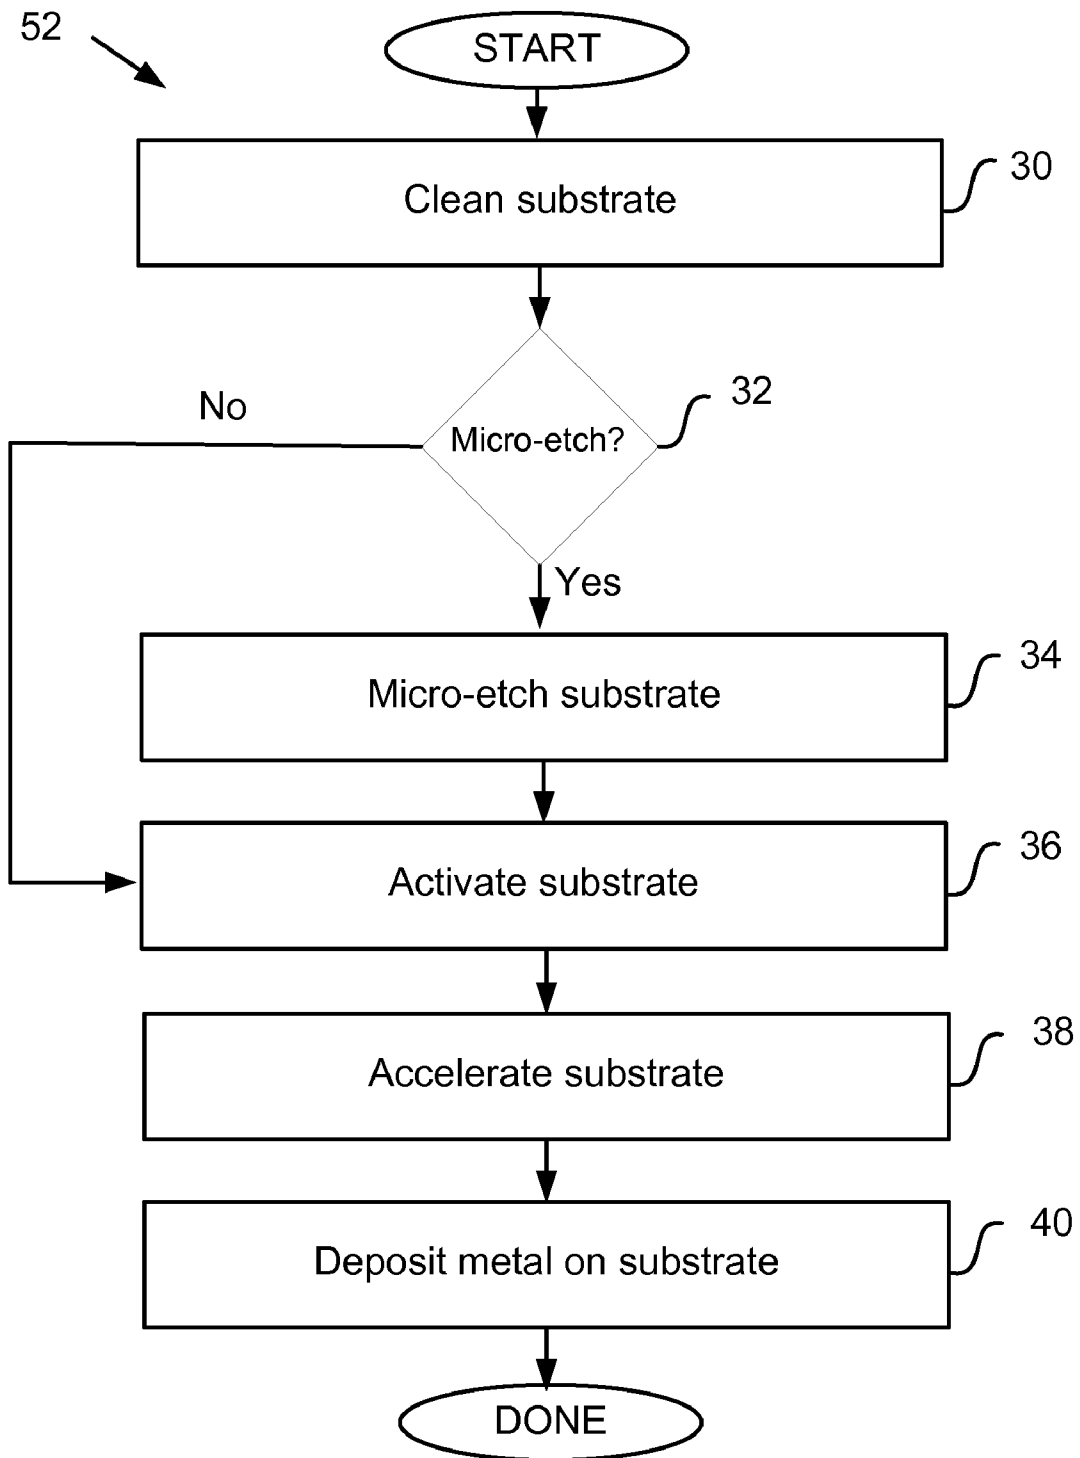 52
START
Clean substrate
30
No
Micro-etch?
32
Yes
Micro-etch substrate
34
Activate substrate
36
Accelerate substrate
38
Deposit metal on substrate
40
DONE